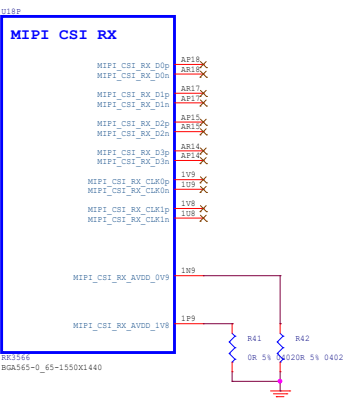 U18P
MIPI CSI RX
MIPI_CSI_RX_D0p AP18
MIPI_CSI_RX_D0n AR18
MIPI_CSI_RX_D1p AR17
MIPI_CSI_RX_D1n AP17
MIPI_CSI_RX_D2p AP15
MIPI_CSI_RX_D2n AR15
MIPI_CSI_RX_D3p AR14
MIPI_CSI_RX_D3n AP14
MIPI_CSI_RX_CLK0p 1V9
MIPI_CSI_RX_CLK0n 1U9
MIPI_CSI_RX_CLK1p 1V8
MIPI_CSI_RX_CLK1n 1U8
MIPI_CSI_RX_AVDD_0V9 1N9
MIPI_CSI_RX_AVDD_1V8 1P9
R41 R42
0R 5% 0402 0R 5% 0402
RK3566
BGA565-0_65-1550X1440